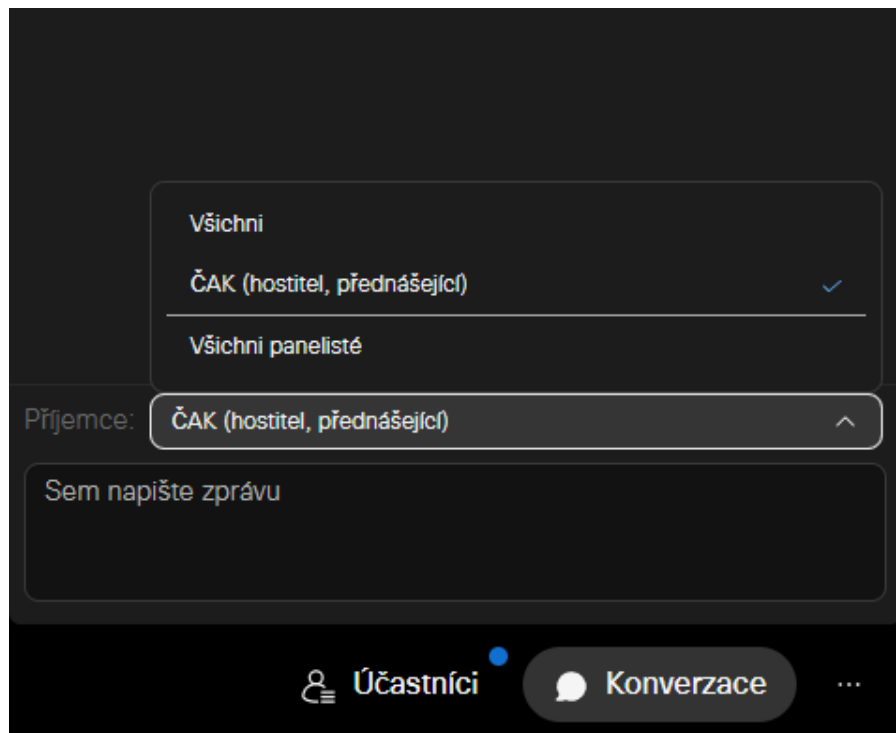 Všichni
ČAK (hostitel, přednášející)
Všichni panelisté
Příjemce: ČAK (hostitel, přednášející)
Sem napište zprávu
Účastníci Konverzace ...